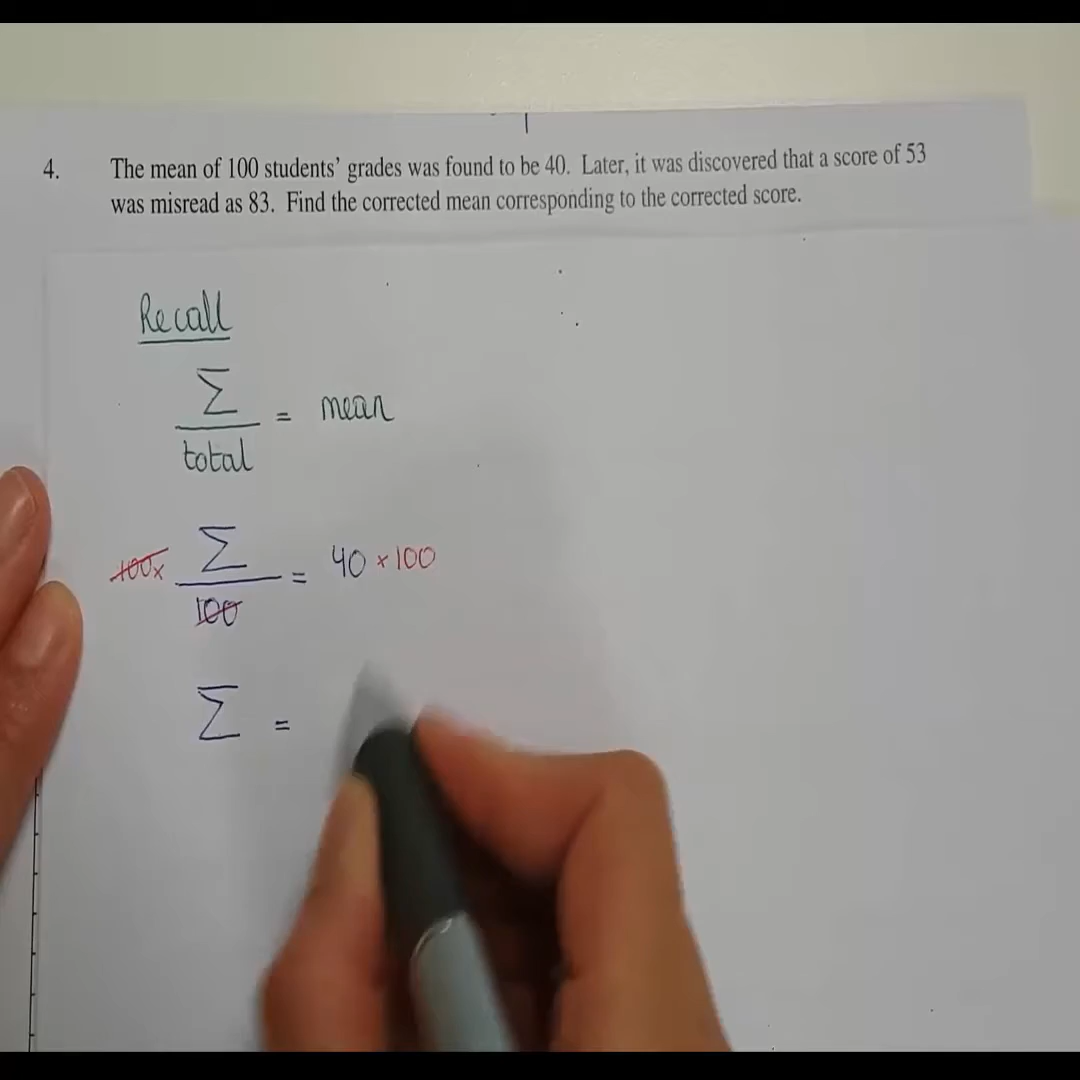 4. The mean of 100 students' grades was found to be 40. Later, it was discovered that a score of 53
was misread as 83. Find the corrected mean corresponding to the corrected score.
Recall
Σ
total
= mean
100×
Σ
100
= 40 × 100
Σ =